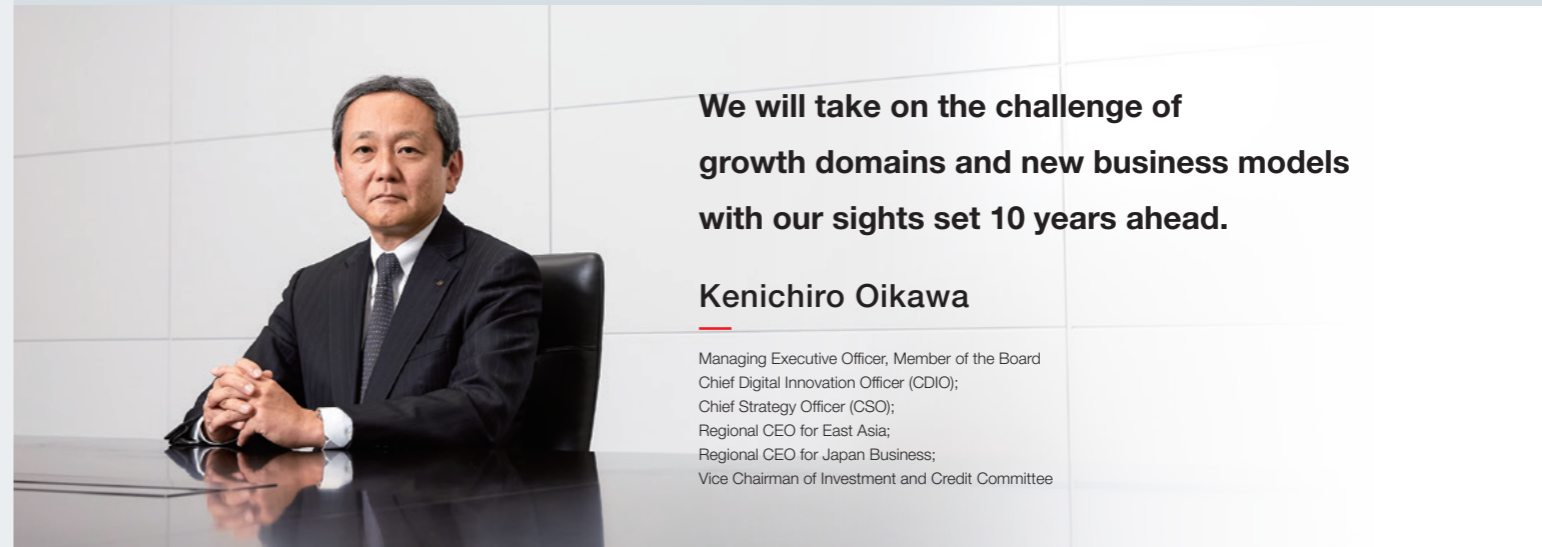 We will take on the challenge of
growth domains and new business models
with our sights set 10 years ahead.
Kenichiro Oikawa
Managing Executive Officer, Member of the Board
Chief Digital Innovation Officer (CDIO);
Chief Strategy Officer (CSO);
Regional CEO for East Asia;
Regional CEO for Japan Business;
Vice Chairman of Investment and Credit Committee